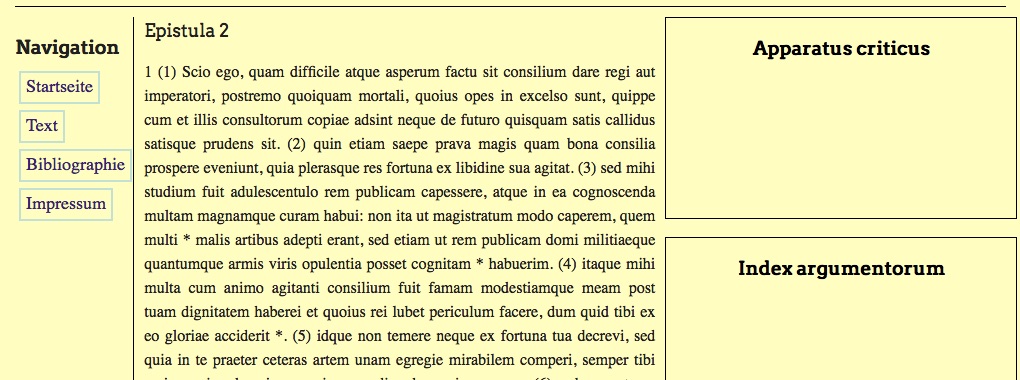 Navigation
Startseite
Text
Bibliographie
Impressum
Epistula 2
1 (1) Scio ego, quam difficile atque asperum factu sit consilium dare regi aut
imperatori, postremo quoiquam mortali, quoius opes in excelso sunt, quippe
cum et illis consultorum copiae adsint neque de futuro quisquam satis callidus
satisque prudens sit. (2) quin etiam saepe prava magis quam bona consilia
prospere eveniunt, quia plerasque res fortuna ex libidine sua agitat. (3) sed mihi
studium fuit adulescentulo rem publicam capessere, atque in ea cognoscenda
multam magnamque curam habui: non ita ut magistratum modo caperem, quem
multi * malis artibus adepti erant, sed etiam ut rem publicam domi militiaeque
quantumque armis viris opulentia posset cognitam * habuerim. (4) itaque mihi
multa cum animo agitanti consilium fuit famam modestiamque meam post
tuam dignitatem haberei et quoius rei lubet periculum facere, dum quid tibi ex
eo gloriae acciderit *. (5) idque non temere neque ex fortuna tua decrevi, sed
quia in te praeter ceteras artem unam egregie mirabilem comperi, semper tibi
Apparatus criticus
Index argumentorum